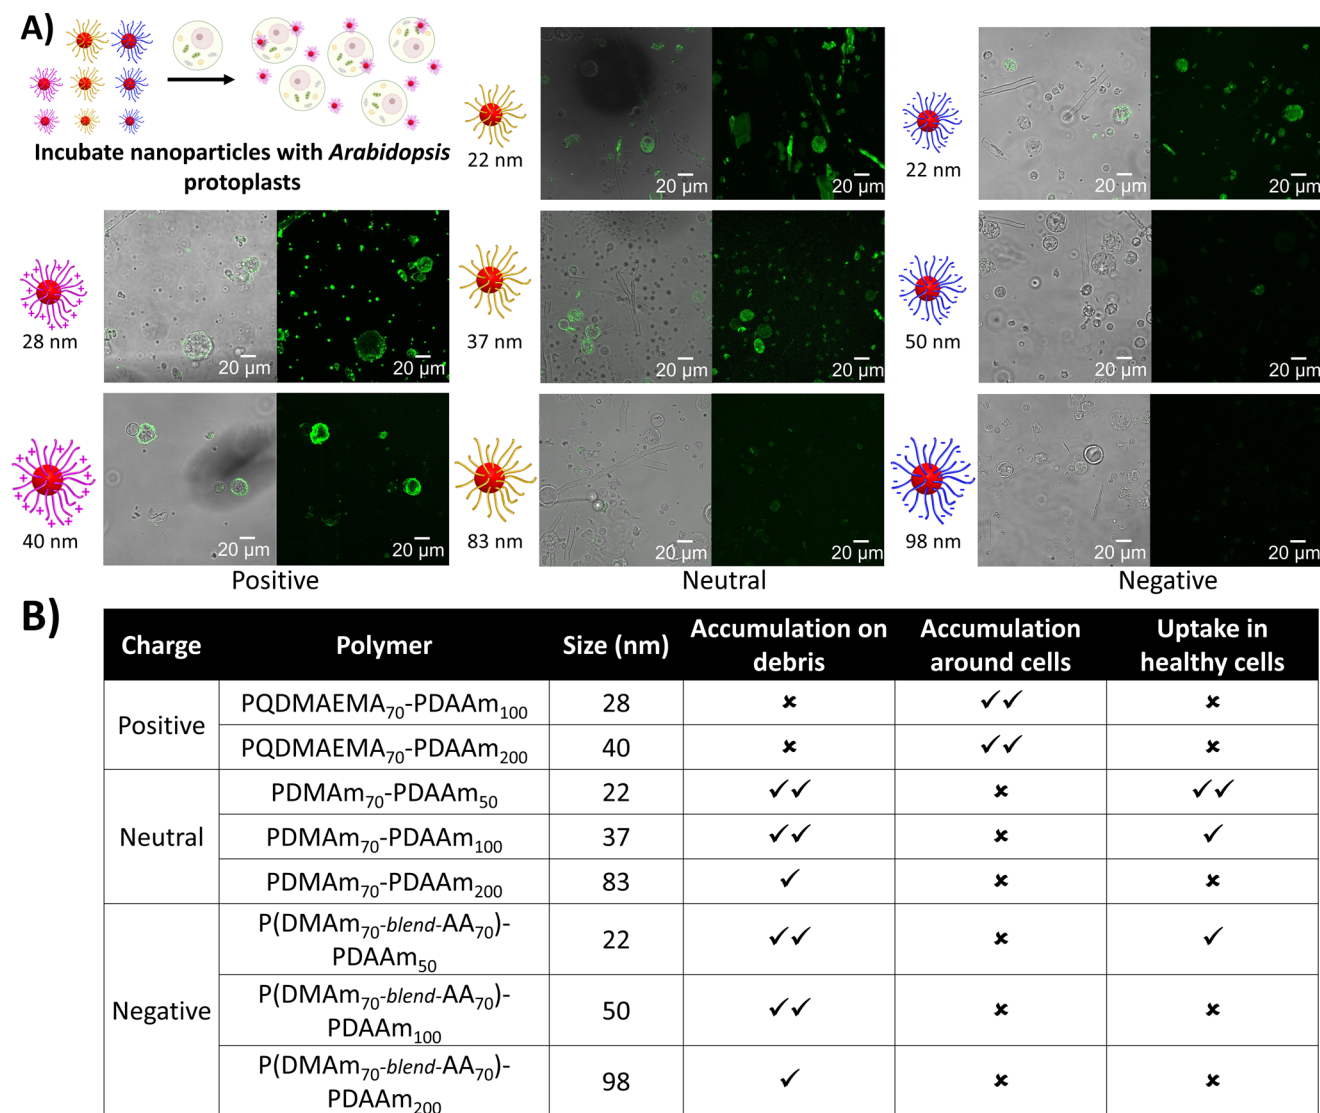 A)
Incubate nanoparticles with Arabidopsis
protoplasts
22 nm
20 µm
20 µm
22 nm
20 µm
20 µm
+ + + + + + + + + + + +
28 nm
20 µm
20 µm
37 nm
20 µm
20 µm
50 nm
20 µm
20 µm
40 nm
20 µm
20 µm
83 nm
20 µm
20 µm
98 nm
20 µm
20 µm
Positive
Neutral
Negative
B)
Charge Polymer Size (nm) Accumulation on debris Accumulation around cells Uptake in healthy cells
Positive
PQDMAEMA₇₀-PDAAm₁₀₀ 28 ✘ ✓✓ ✘
PQDMAEMA₇₀-PDAAm₂₀₀ 40 ✘ ✓✓ ✘
Neutral
PDMAm₇₀-PDAAm₅₀ 22 ✓✓ ✘ ✓✓
PDMAm₇₀-PDAAm₁₀₀ 37 ✓✓ ✘ ✓
PDMAm₇₀-PDAAm₂₀₀ 83 ✓ ✘ ✘
Negative
P(DMAm₇₀-blend-AA₇₀)-
PDAAm₅₀ 22 ✓✓ ✘ ✓
P(DMAm₇₀-blend-AA₇₀)-
PDAAm₁₀₀ 50 ✓✓ ✘ ✘
P(DMAm₇₀-blend-AA₇₀)-
PDAAm₂₀₀ 98 ✓ ✘ ✘